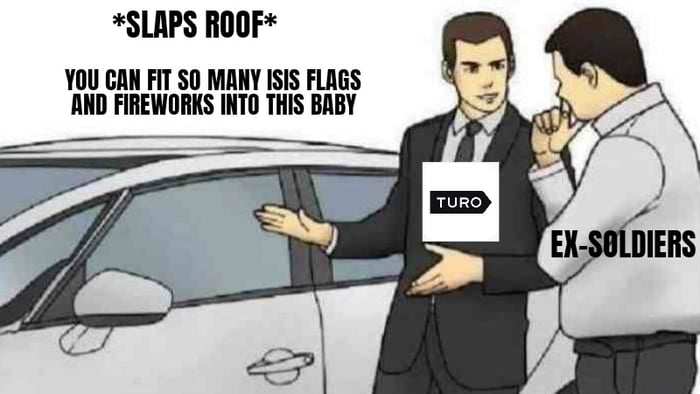 *SLAPS ROOF*
YOU CAN FIT SO MANY ISIS FLAGS
AND FIREWORKS INTO THIS BABY
TURO
EX-SOLDIERS